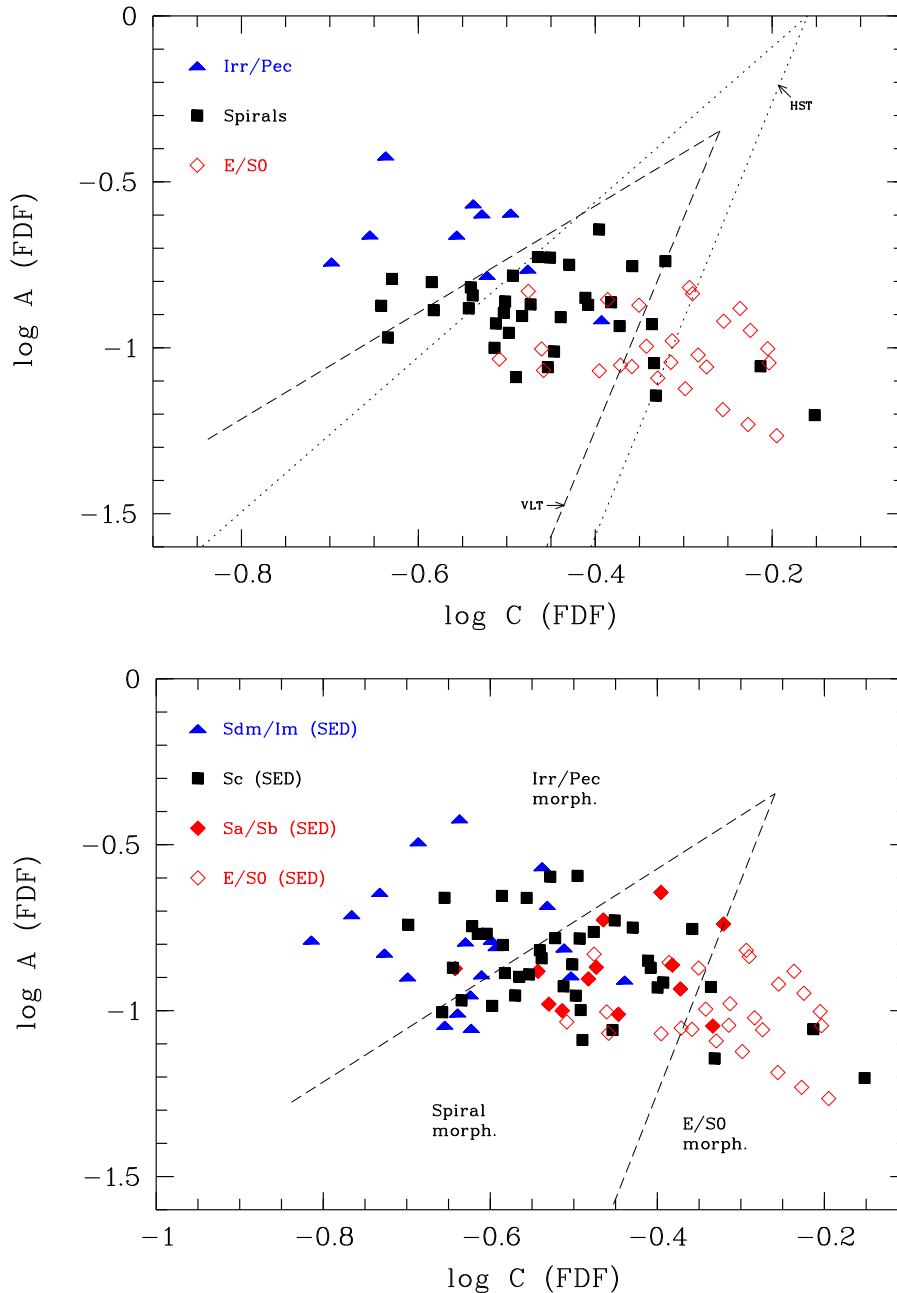 0
−0.5
−1
−1.5
log A (FDF)
Irr/Pec
Spirals
E/S0
HST
VLT
−0.8
−0.6
−0.4
−0.2
log C (FDF)
0
−0.5
−1
−1.5
log A (FDF)
Sdm/Im (SED)
Sc (SED)
Sa/Sb (SED)
E/S0 (SED)
Irr/Pec
morph.
Spiral
morph.
E/S0
morph.
−1
−0.8
−0.6
−0.4
−0.2
log C (FDF)